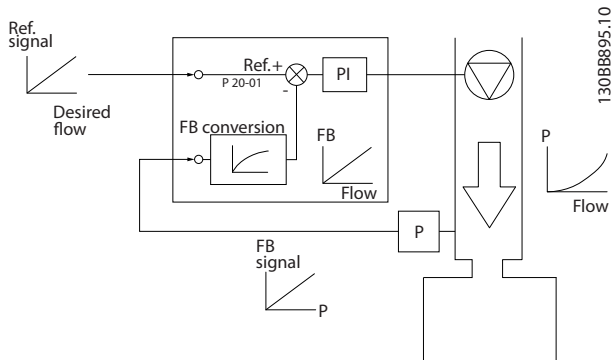 Ref.
signal
Desired
flow
Ref.+
P 20-01
-
PI
FB conversion
FB
Flow
P
FB
signal
P
P
Flow
130BB895.10